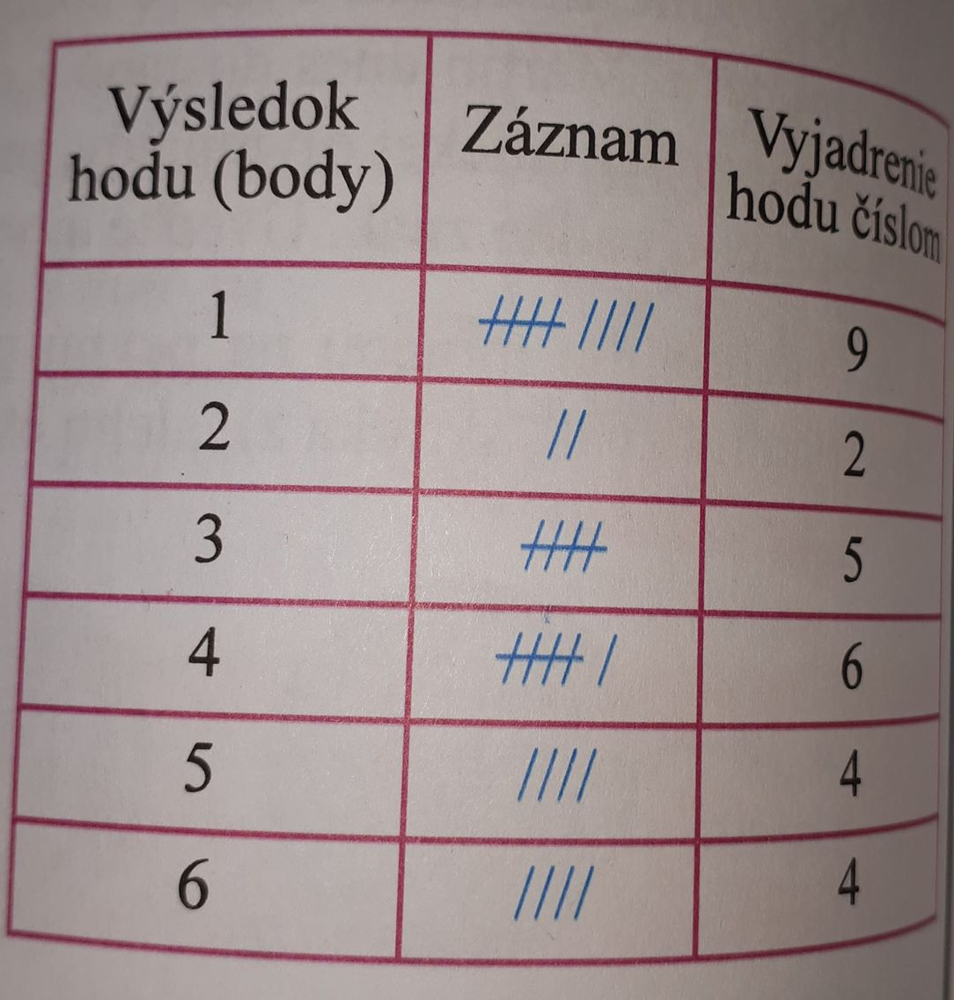 Výsledok
hodu (body)
Záznam
Vyjadrenie
hodu číslom
1 𝍸 //// 9
2 // 2
3 𝍸 5
4 𝍸 / 6
5 //// 4
6 //// 4